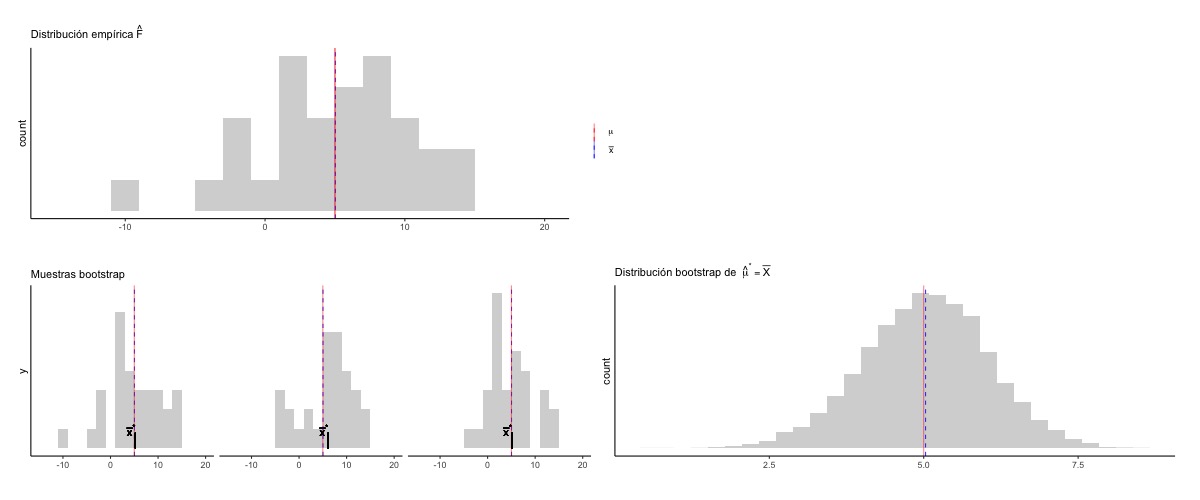 Distribución empírica F̂
count
-10 0 10 20
μ
x̄
Muestras bootstrap
y
x̄* x̄* x̄*
-10 0 10 20 -10 0 10 20 -10 0 10 20
Distribución bootstrap de μ̂* = X̄
count
2.5 5.0 7.5